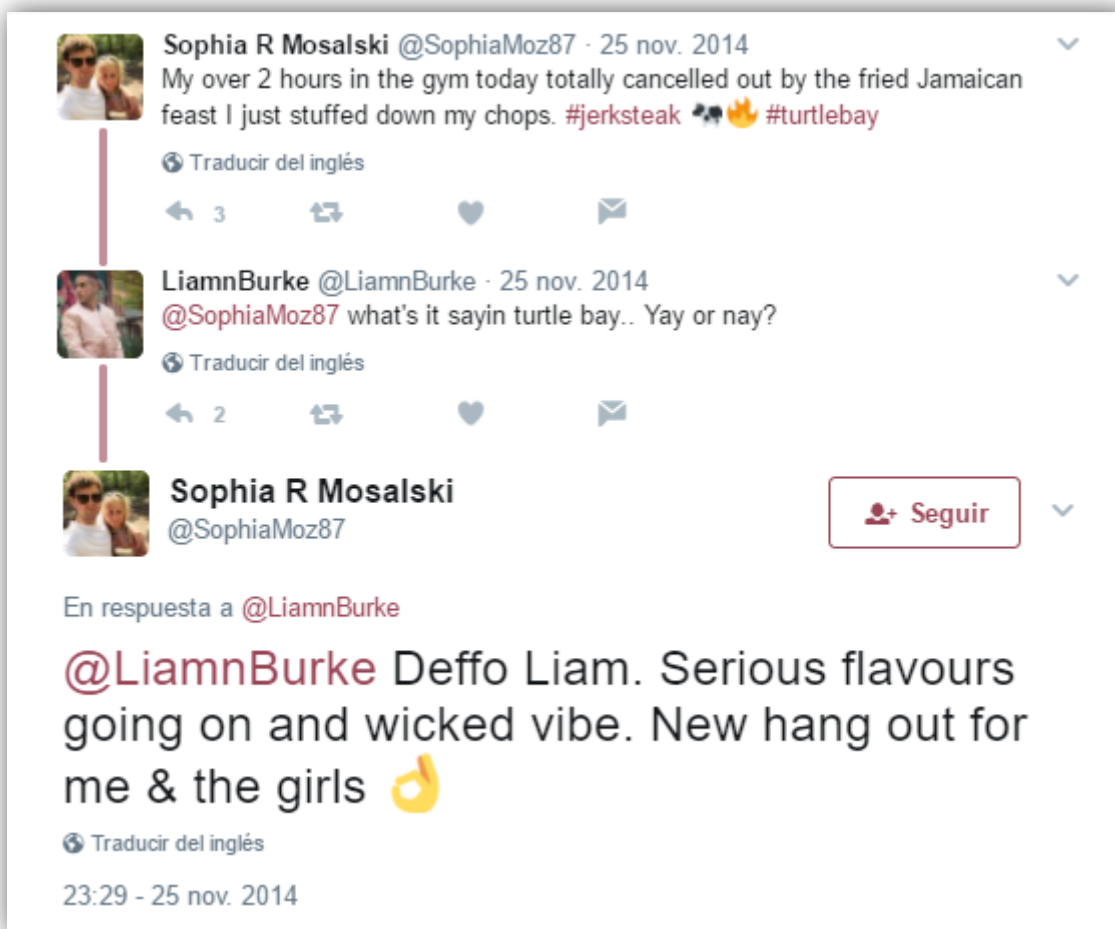 Sophia R Mosalski @SophiaMoz87 · 25 nov. 2014
My over 2 hours in the gym today totally cancelled out by the fried Jamaican
feast I just stuffed down my chops. #jerksteak 🐄🔥 #turtlebay
Traducir del inglés
3
LiamnBurke @LiamnBurke · 25 nov. 2014
@SophiaMoz87 what's it sayin turtle bay.. Yay or nay?
Traducir del inglés
2
Sophia R Mosalski
@SophiaMoz87
Seguir
En respuesta a @LiamnBurke
@LiamnBurke Deffo Liam. Serious flavours
going on and wicked vibe. New hang out for
me & the girls 👌
Traducir del inglés
23:29 - 25 nov. 2014